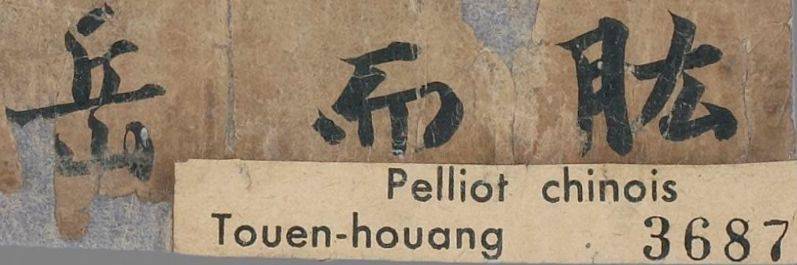 肱
而
岳
Pelliot chinois
Touen-houang 3687